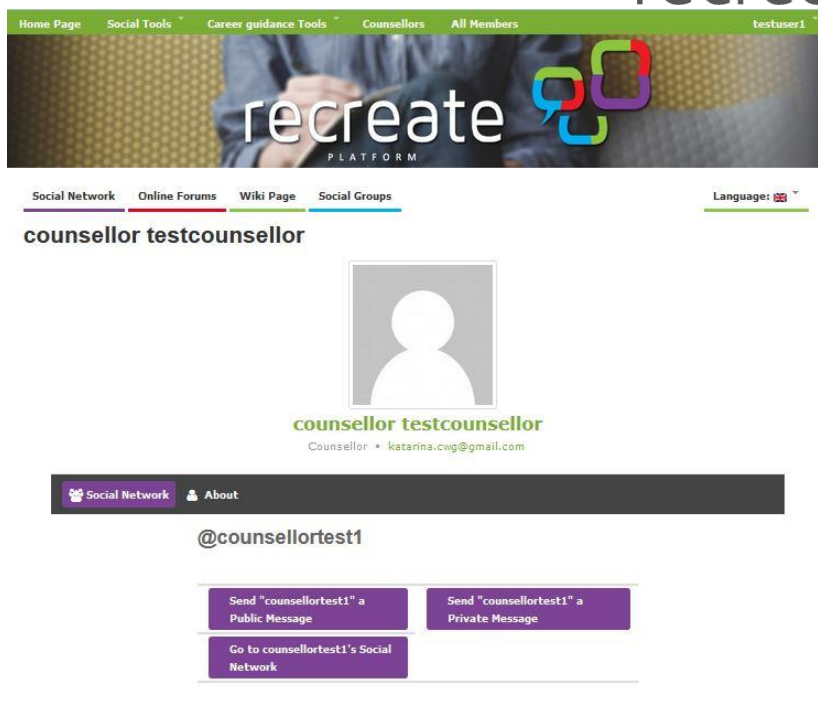 recrea
Home Page Social Tools Career guidance Tools Counsellors All Members testuser1
recreate
PLATFORM
Social Network Online Forums Wiki Page Social Groups Language:
counsellor testcounsellor
counsellor testcounsellor
Counsellor • katarina.cwg@gmail.com
Social Network About
@counsellortest1
Send "counsellortest1" a Public Message
Send "counsellortest1" a Private Message
Go to counsellortest1's Social Network